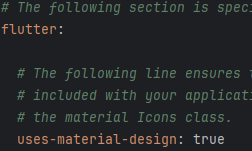 # The following section is speci
flutter:
# The following line ensures t
# included with your applicati
# the material Icons class.
uses-material-design: true